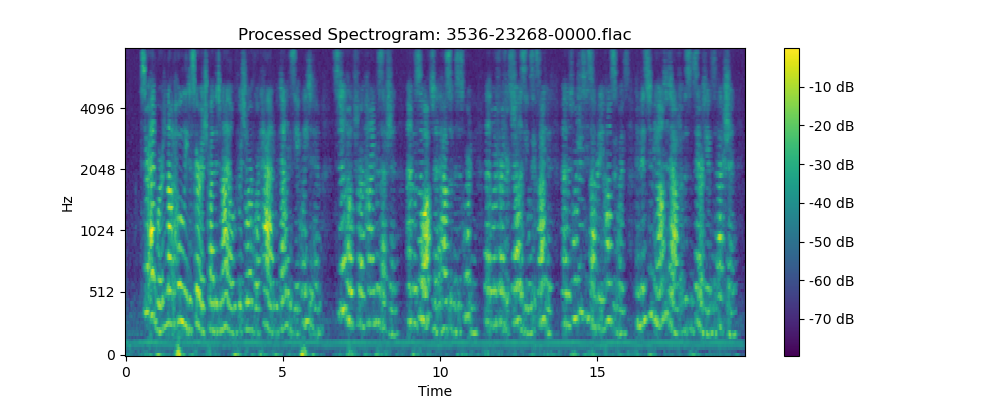 Processed Spectrogram: 3536-23268-0000.flac
Hz
4096
2048
1024
512
0
0 5 10 15
Time
-10 dB
-20 dB
-30 dB
-40 dB
-50 dB
-60 dB
-70 dB